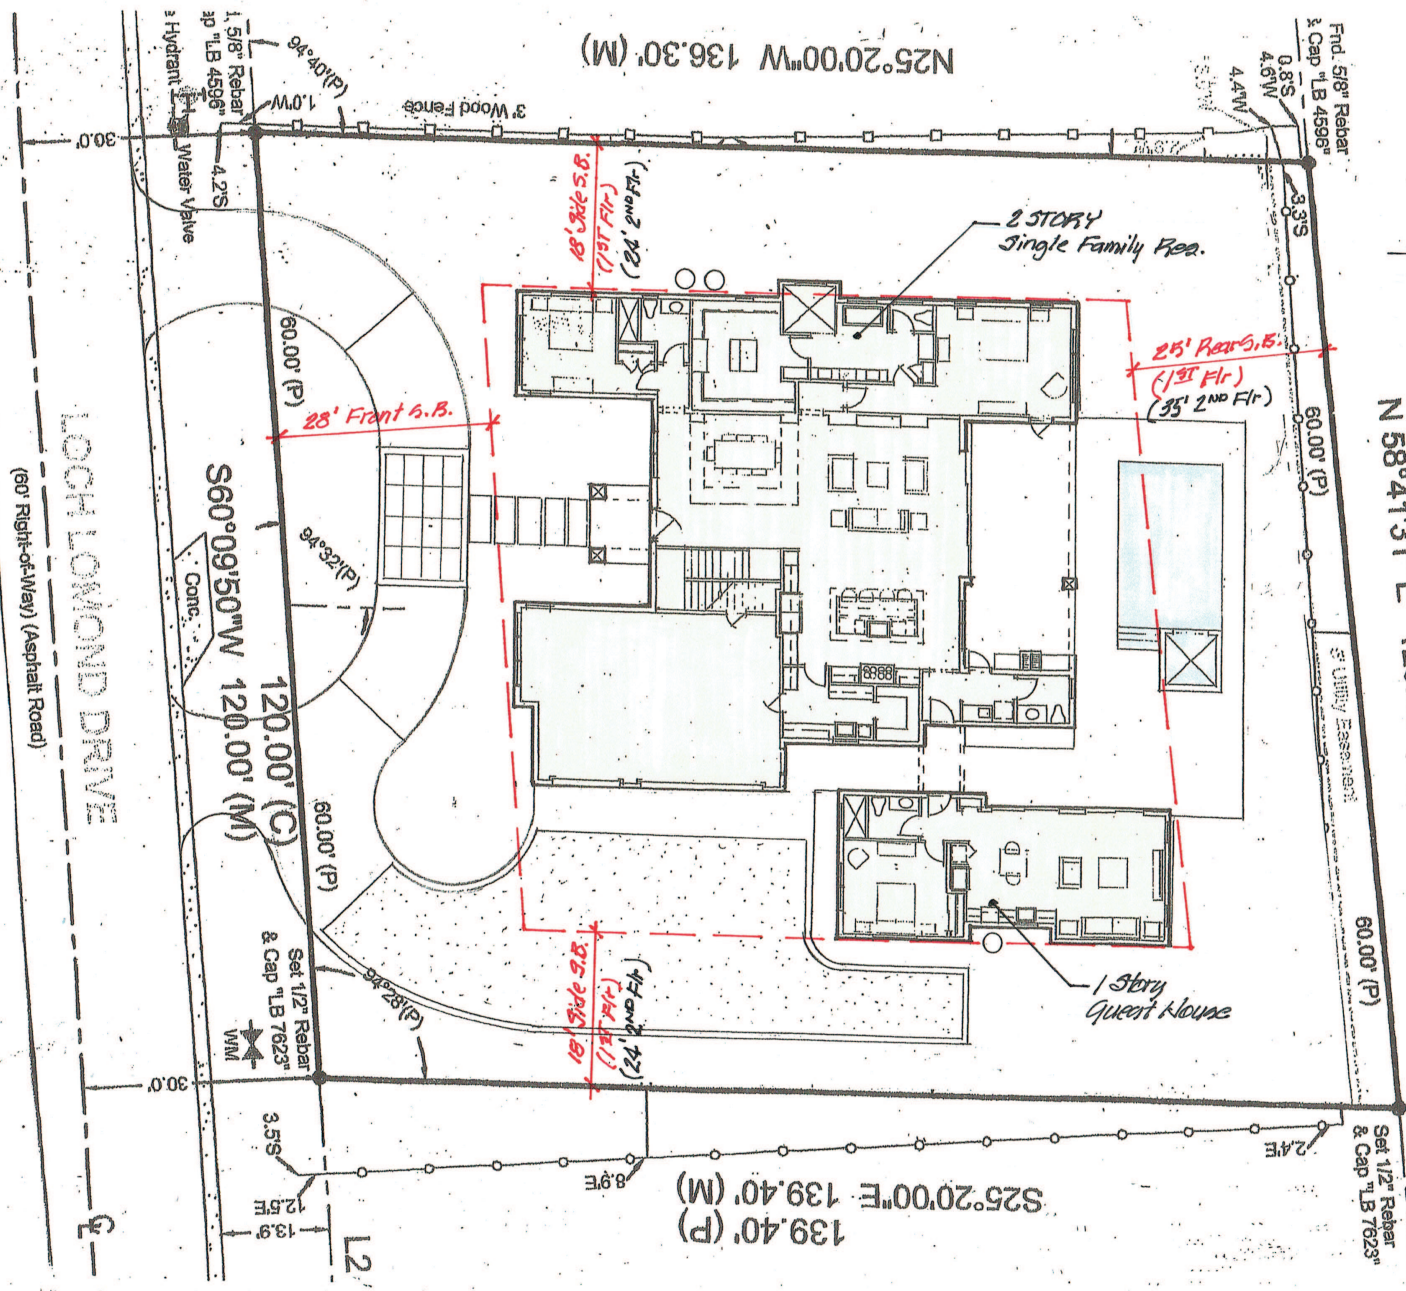 N25°20'00"W 136.30' (M)
5/8" Rebar
"LB 4596"
Hydrant
94°40'(P)
1.0'W
3' Wood Fence
Fnd. 5/8" Rebar
& Cap "LB 4596"
0.8'S
4.6'W
4.4'W
3.3'S
30.0'
Water Valve
4.2'S
18' Side S.B.
(1ST Flr)
(24' 2ND Flr)
2 STORY
Single Family Res.
25' Rear S.B.
(1ST Flr)
(35' 2ND Flr)
60.00' (P)
28' Front S.B.
60.00' (P)
N 58°41'31" E
LOCH LOMOND DRIVE
(60' Right-of-Way) (Asphalt Road)
S60°09'50"W
120.00' (C)
120.00' (M)
Conc.
94°32'(P)
5' Utility Easement
60.00' (P)
60.00' (P)
1 Story
Guest House
94°28'(P)
18' Side S.B.
(1ST Flr)
(24' 2ND Flr)
Set 1/2" Rebar
& Cap "LB 7623"
WM
30.0'
3.5'S
12.5'E
13.9'
L2
8.9'E
2.4'E
Set 1/2" Rebar
& Cap "LB 7623"
S25°20'00"E 139.40' (M)
139.40' (P)
CL